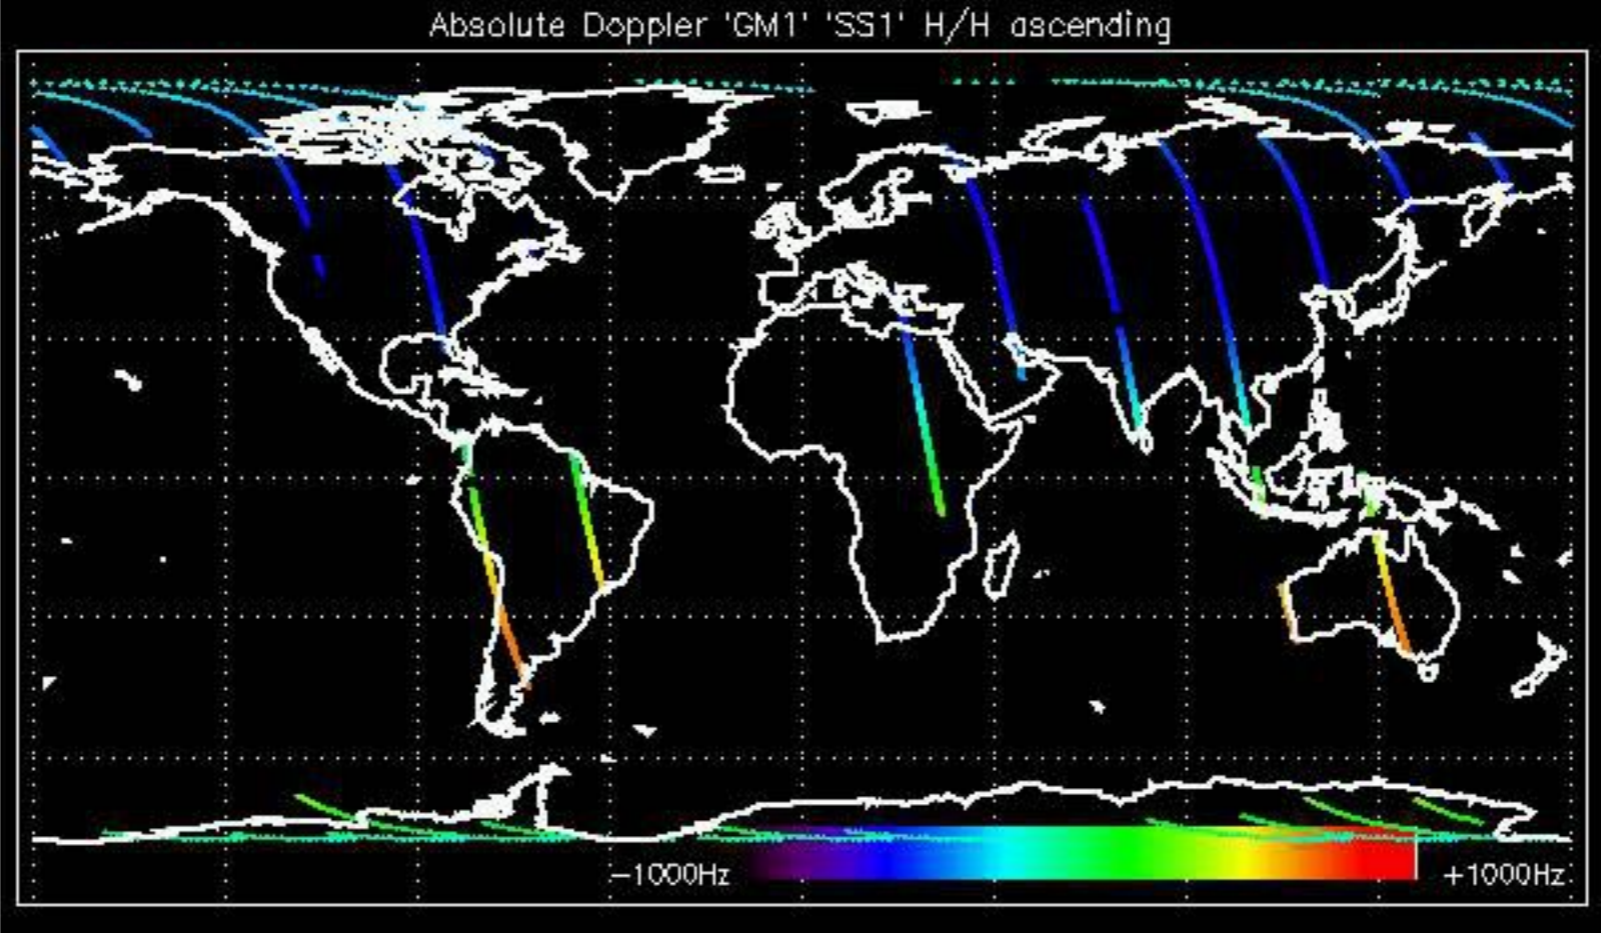 Absolute Doppler 'GM1' 'SS1' H/H ascending
−1000Hz
+1000Hz